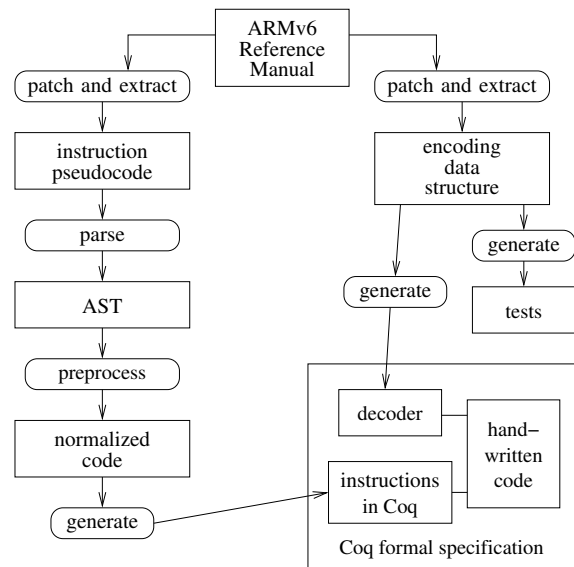 ARMv6
Reference
Manual
patch and extract
patch and extract
instruction
pseudocode
encoding
data
structure
parse
generate
generate
AST
tests
preprocess
decoder
hand−
written
code
normalized
code
instructions
in Coq
generate
Coq formal specification